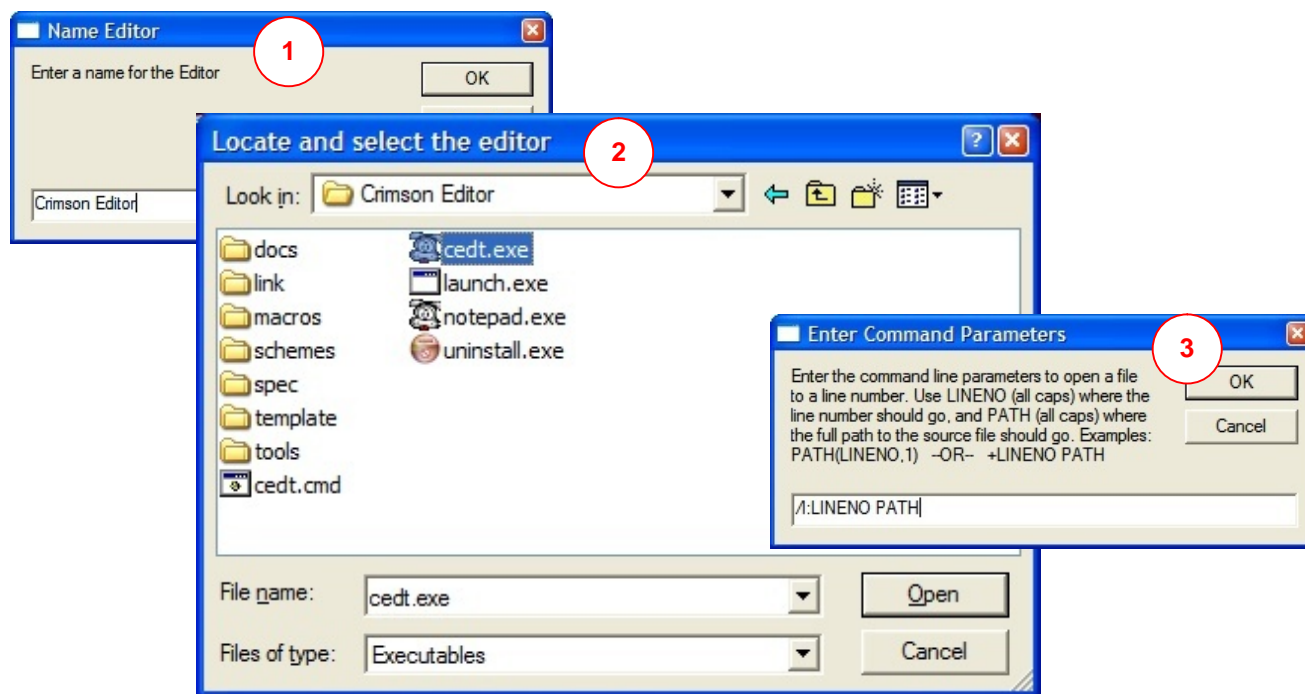 Name Editor
1
Enter a name for the Editor
OK
Crimson Editor
Locate and select the editor
2
Look in:
Crimson Editor
docs
cedt.exe
link
launch.exe
macros
notepad.exe
schemes
uninstall.exe
spec
template
tools
cedt.cmd
File name:
cedt.exe
Open
Files of type:
Executables
Cancel
Enter Command Parameters
3
Enter the command line parameters to open a file
to a line number. Use LINENO (all caps) where the
line number should go, and PATH (all caps) where
the full path to the source file should go. Examples:
PATH(LINENO,1) --OR-- +LINENO PATH
OK
Cancel
/l:LINENO PATH